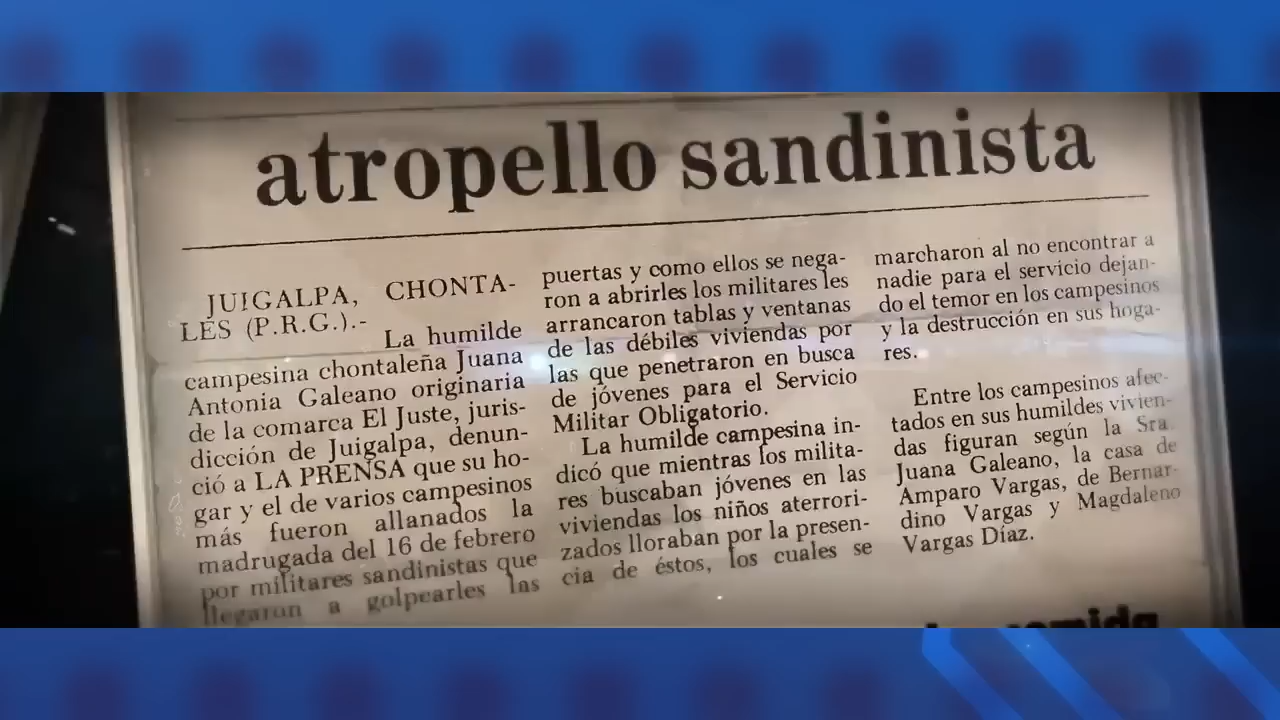 atropello sandinista
JUIGALPA, CHONTA-
LES (P.R.G.).-
La humilde
campesina chontaleña Juana
Antonia Galeano originaria
de la comarca El Juste, juris-
dicción de Juigalpa, denun-
ció a LA PRENSA que su ho-
gar y el de varios campesinos
más fueron allanados la
madrugada del 16 de febrero
por militares sandinistas que
llegaron a golpearles las
puertas y como ellos se nega-
ron a abrirles los militares les
arrancaron tablas y ventanas
de las débiles viviendas por
las que penetraron en busca
de jóvenes para el Servicio
Militar Obligatorio.
La humilde campesina in-
dicó que mientras los milita-
res buscaban jóvenes en las
viviendas los niños aterrori-
zados lloraban por la presen-
cia de éstos, los cuales se
marcharon al no encontrar a
nadie para el servicio dejan-
do el temor en los campesinos
y la destrucción en sus hoga-
res.
Entre los campesinos afec-
tados en sus humildes vivien-
das figuran según la Sra.
Juana Galeano, la casa de
Amparo Vargas, de Bernar-
dino Vargas y Magdaleno
Vargas Díaz.